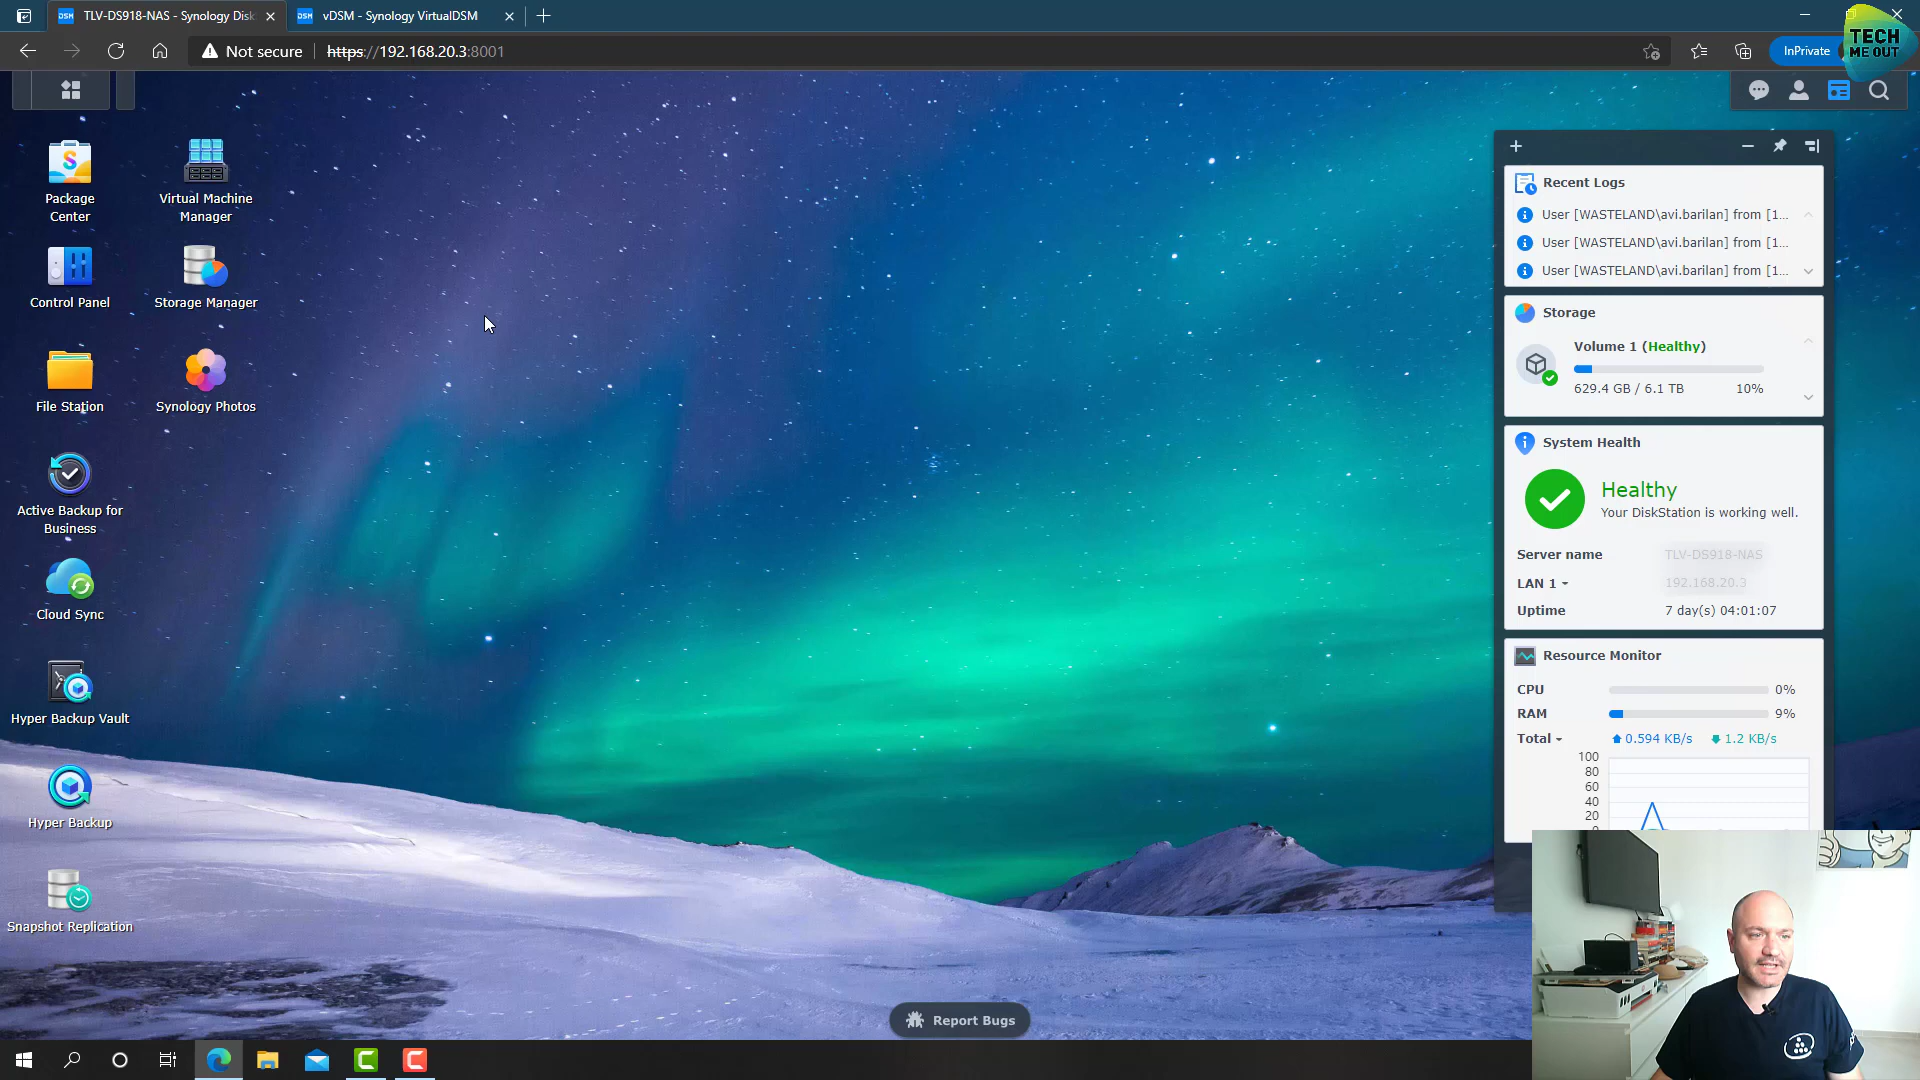 TLV-DS918-NAS - Synology Disk
vDSM - Synology VirtualDSM
Not secure
https://192.168.20.3:8001
InPrivate
TECH
ME OUT
Package
Center
Virtual Machine
Manager
Control Panel
Storage Manager
File Station
Synology Photos
Active Backup for
Business
Cloud Sync
Hyper Backup Vault
Hyper Backup
Snapshot Replication
Recent Logs
User [WASTELAND\avi.barilan] from [1...
User [WASTELAND\avi.barilan] from [1...
User [WASTELAND\avi.barilan] from [1...
Storage
Volume 1 (Healthy)
629.4 GB / 6.1 TB 10%
System Health
Healthy
Your DiskStation is working well.
Server name TLV-DS918-NAS
LAN 1 192.168.20.3
Uptime 7 day(s) 04:01:07
Resource Monitor
CPU 0%
RAM 9%
Total 0.594 KB/s 1.2 KB/s
100
80
60
40
20
0
Report Bugs